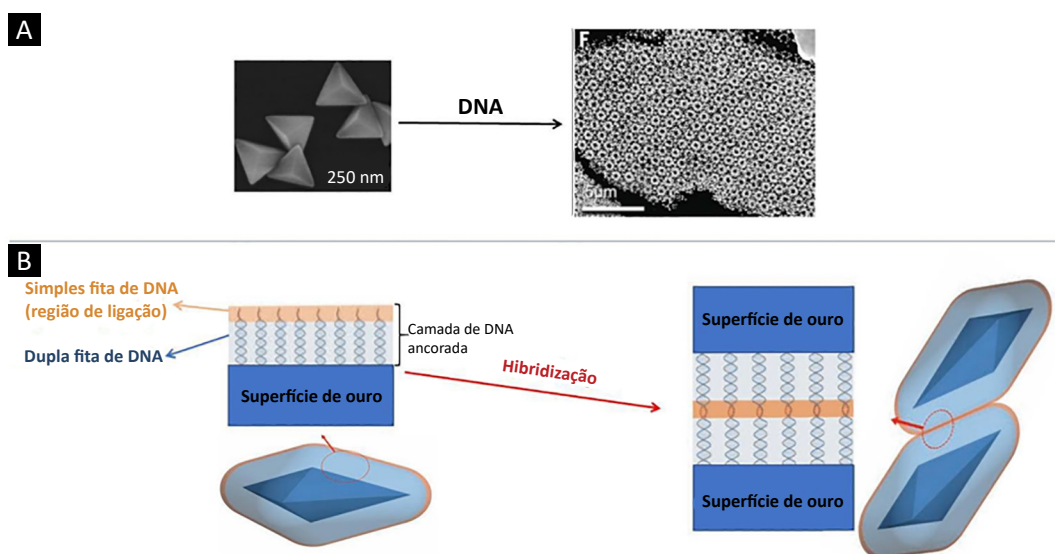 A
250 nm
DNA
F
B
Simples fita de DNA
(região de ligação)
Dupla fita de DNA
Camada de DNA
ancorada
Superfície de ouro
Hibridização
Superfície de ouro
Superfície de ouro